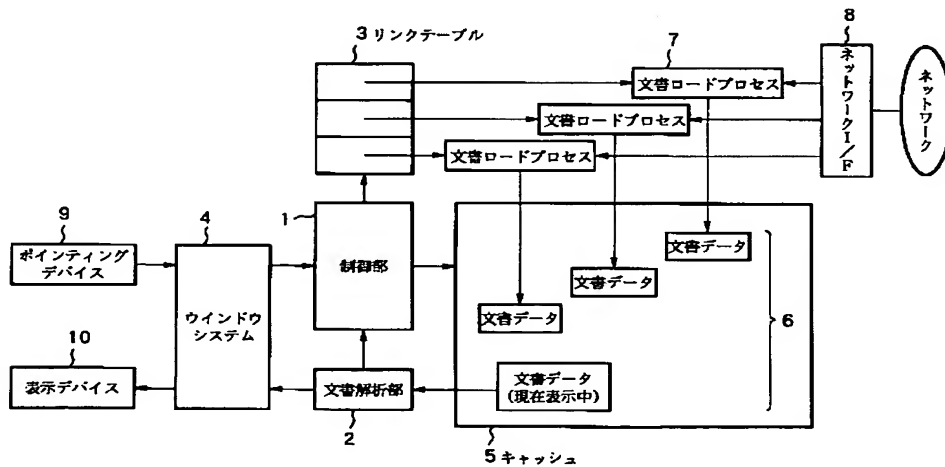 3 リンクテーブル
7
8
文書ロードプロセス
文書ロードプロセス
文書ロードプロセス
ネットワークI/F
ネットワーク
1
9
4
ポインティング
デバイス
制御部
文書データ
文書データ
文書データ
6
ウインドウ
システム
10
表示デバイス
文書解析部
文書データ
(現在表示中)
2
5 キャッシュ